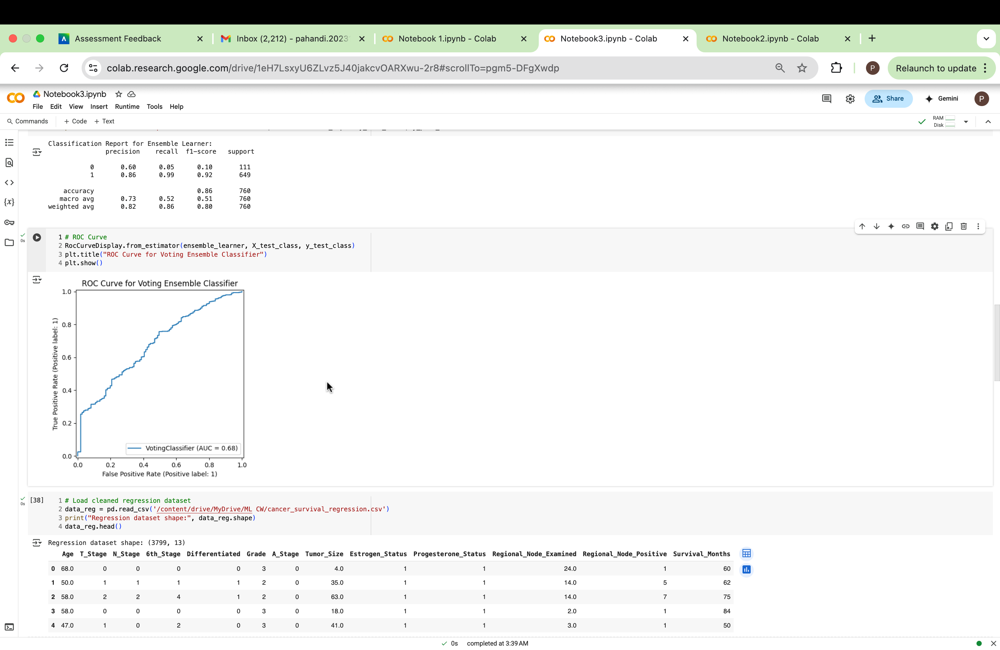 Assessment Feedback
Inbox (2,212) - pahandi.2023
Notebook 1.ipynb - Colab
Notebook3.ipynb - Colab
Notebook2.ipynb - Colab
colab.research.google.com/drive/1eH7LsxyU6ZLvz5J40jakcvOARXwu-2r8#scrollTo=pgm5-DFgXwdp
P
Relaunch to update
Notebook3.ipynb
File Edit View Insert Runtime Tools Help
Share
Gemini
P
Commands + Code + Text
RAM
Disk
Classification Report for Ensemble Learner:
precision recall f1-score support
0 0.60 0.05 0.10 111
1 0.86 0.99 0.92 649
accuracy 0.86 760
macro avg 0.73 0.52 0.51 760
weighted avg 0.82 0.86 0.80 760
0s
1 # ROC Curve
2 RocCurveDisplay.from_estimator(ensemble_learner, X_test_class, y_test_class)
3 plt.title("ROC Curve for Voting Ensemble Classifier")
4 plt.show()
ROC Curve for Voting Ensemble Classifier
1.0
0.8
0.6
0.4
0.2
0.0
True Positive Rate (Positive label: 1)
VotingClassifier (AUC = 0.68)
0.0 0.2 0.4 0.6 0.8 1.0
False Positive Rate (Positive label: 1)
0s
[38]
1 # Load cleaned regression dataset
2 data_reg = pd.read_csv('/content/drive/MyDrive/ML CW/cancer_survival_regression.csv')
3 print("Regression dataset shape:", data_reg.shape)
4 data_reg.head()
Regression dataset shape: (3799, 13)
Age T_Stage N_Stage 6th_Stage Differentiated Grade A_Stage Tumor_Size Estrogen_Status Progesterone_Status Regional_Node_Examined Regional_Node_Positive Survival_Months
0 68.0 0 0 0 0 3 0 4.0 1 1 24.0 1 60
1 50.0 1 1 1 1 2 0 35.0 1 1 14.0 5 62
2 58.0 2 2 4 1 2 0 63.0 1 1 14.0 7 75
3 58.0 0 0 0 0 3 0 18.0 1 1 2.0 1 84
4 47.0 1 0 2 0 3 0 41.0 1 1 3.0 1 50
0s completed at 3:39 AM